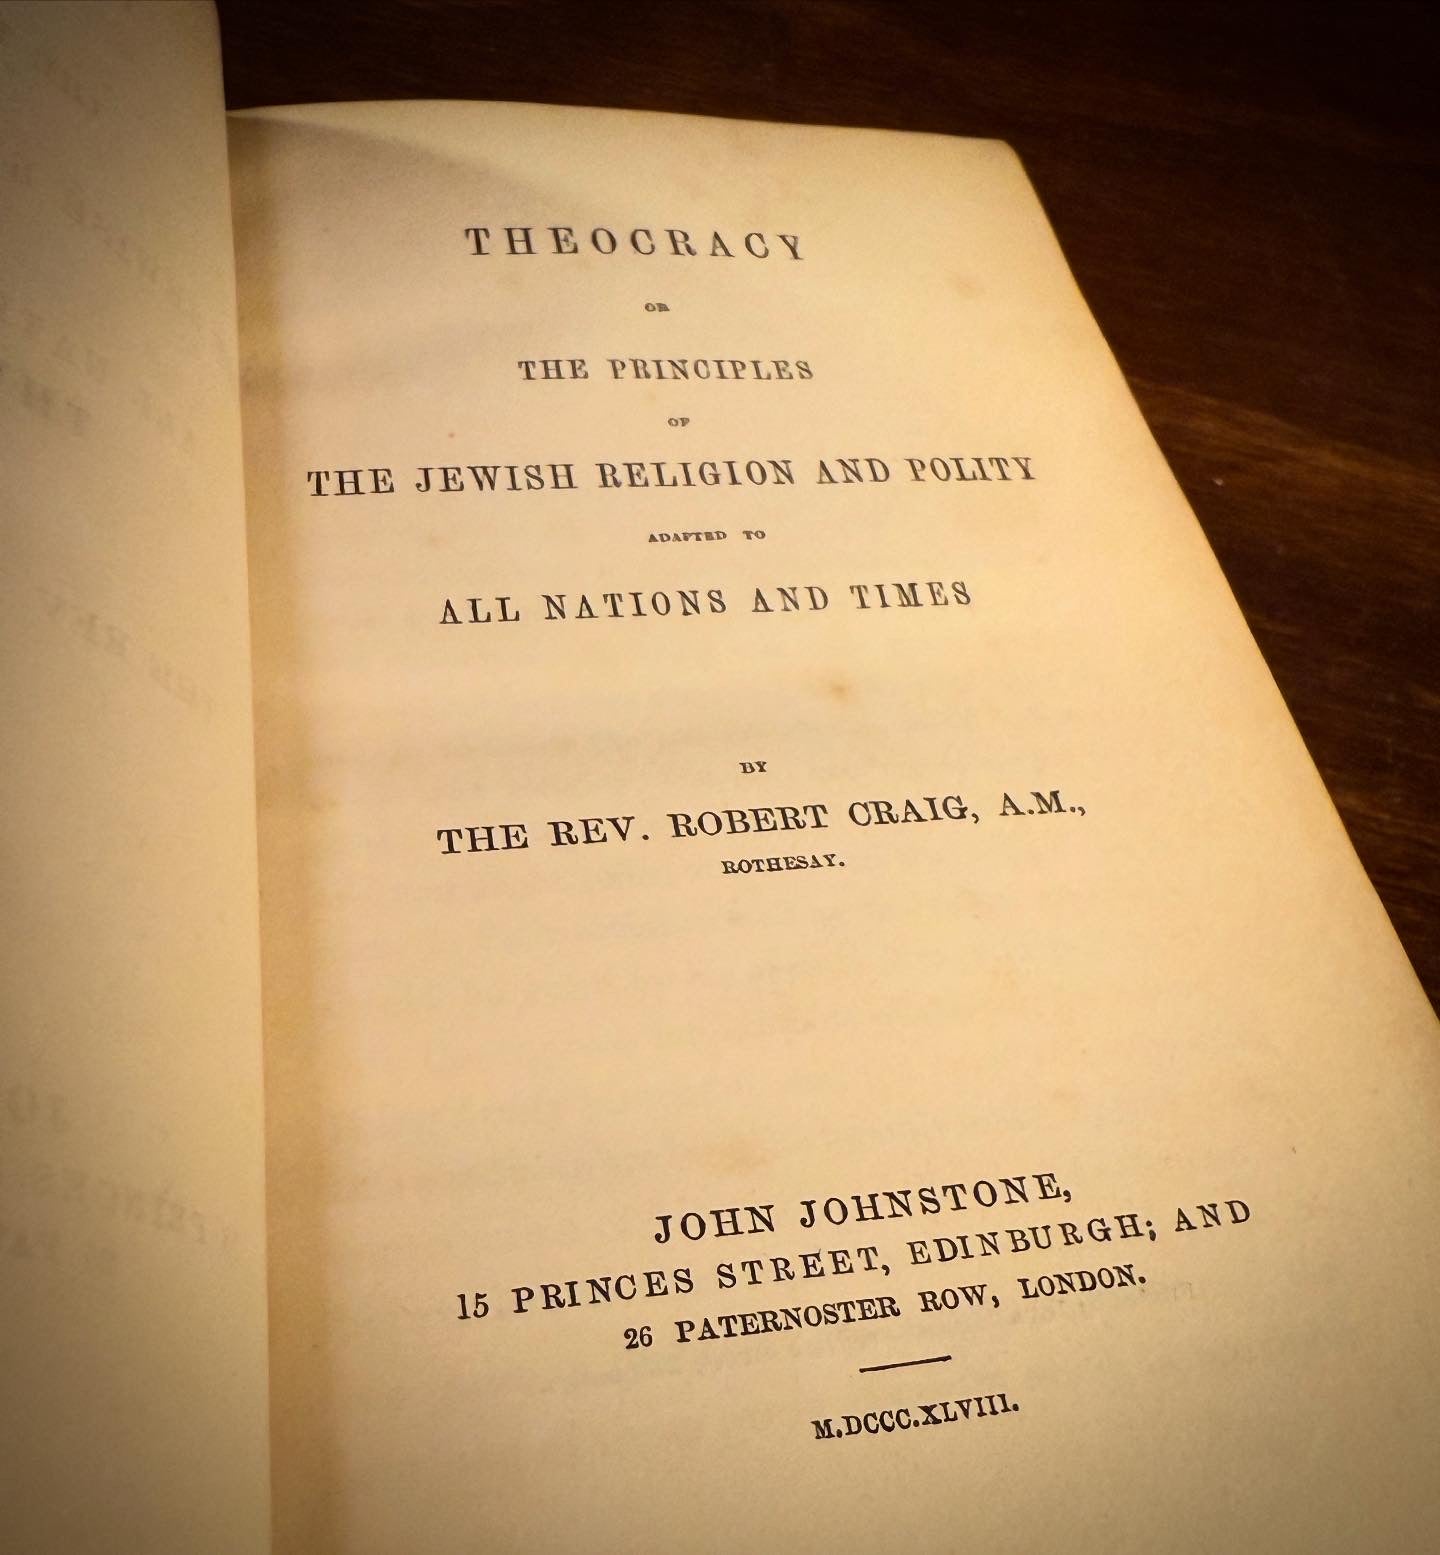 THEOCRACY
OR
THE PRINCIPLES
OF
THE JEWISH RELIGION AND POLITY
ADAPTED TO
ALL NATIONS AND TIMES
BY
THE REV. ROBERT CRAIG, A.M.,
ROTHESAY.
JOHN JOHNSTONE,
15 PRINCES STREET, EDINBURGH; AND
26 PATERNOSTER ROW, LONDON.
M.DCCC.XLVIII.